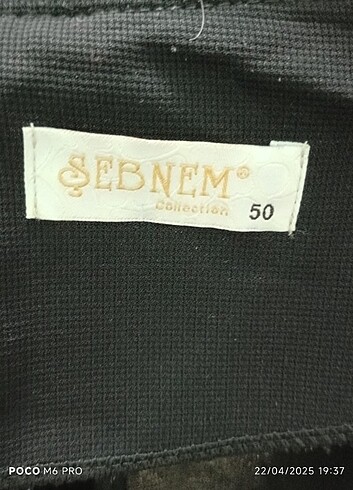 ŞEBNEM®
Collection
50
POCO M6 PRO
22/04/2025 19:37